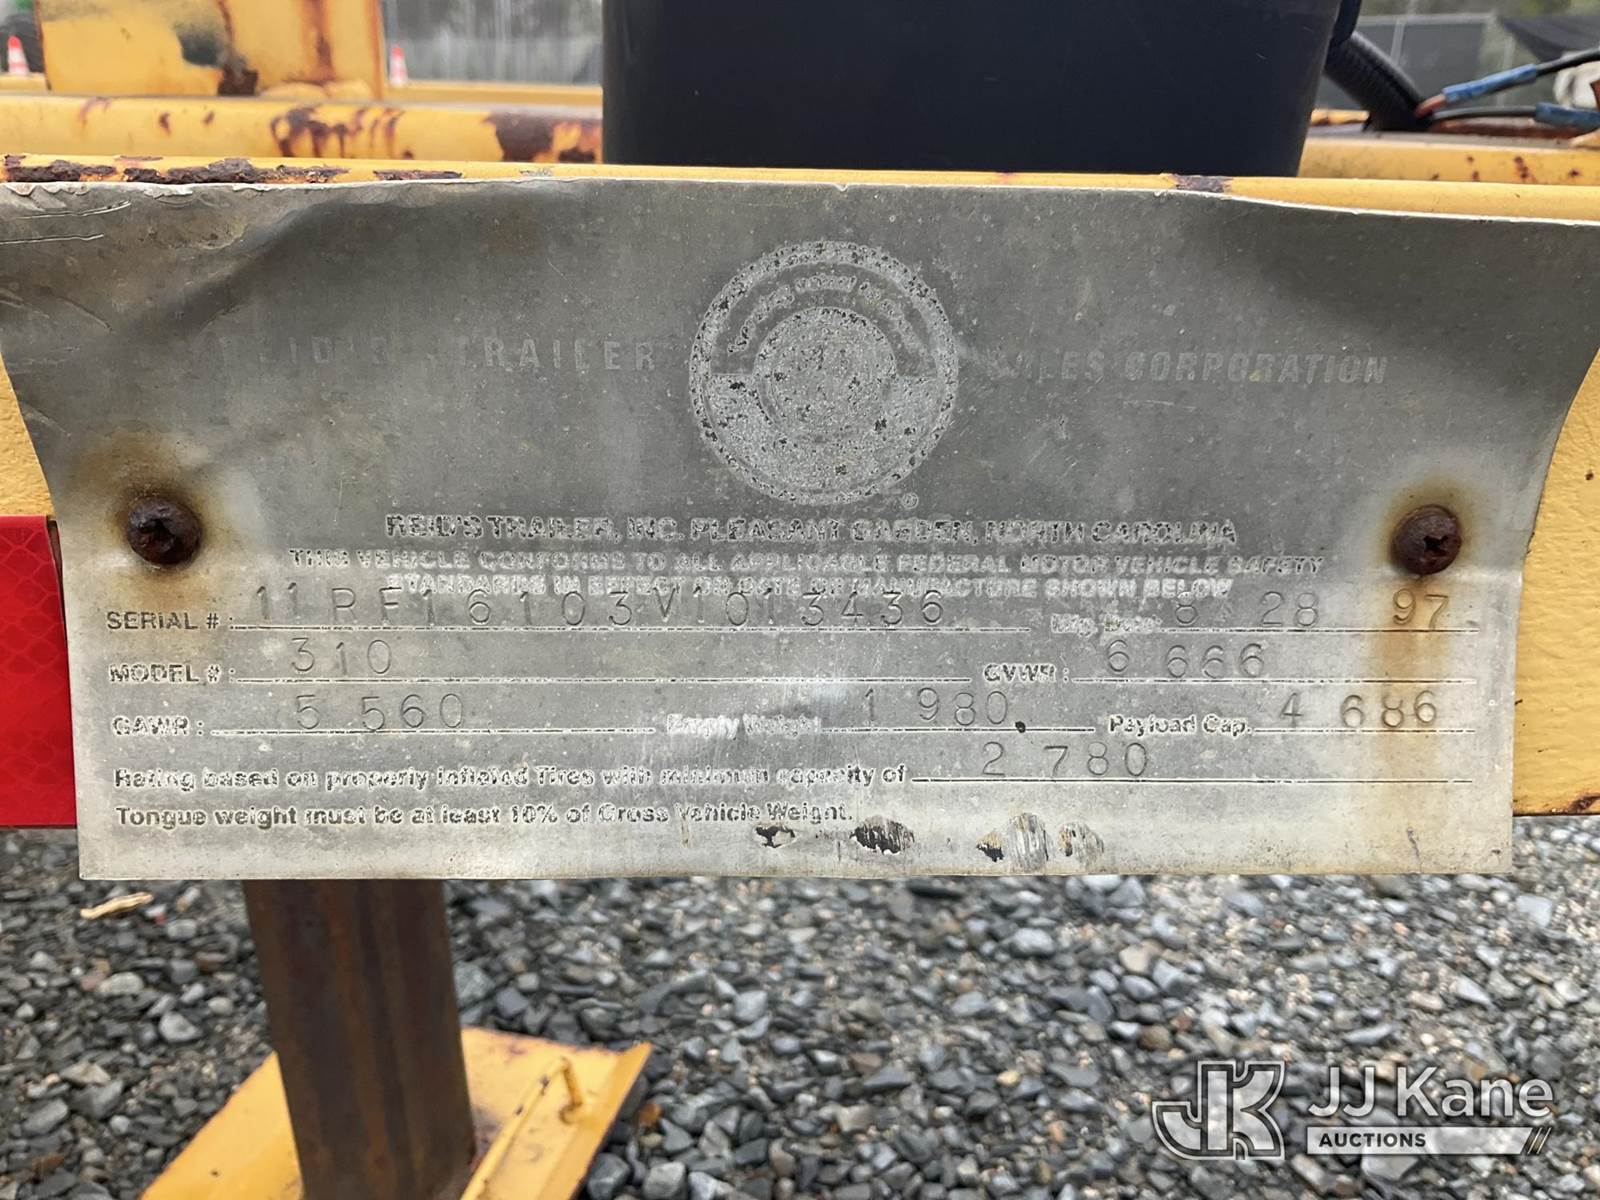 TRAILER SALES CORPORATION
®
REID'S TRAILER, INC. PLEASANT GARDEN, NORTH CAROLINA
THIS VEHICLE CONFORMS TO ALL APPLICABLE FEDERAL MOTOR VEHICLE SAFETY
STANDARDS IN EFFECT ON DATE OF MANUFACTURE SHOWN BELOW
SERIAL #: 11RF16103V1013436 8 28 97
MODEL #: 310 GVWR: 6 666
GAWR: 5 560 Empty Weight 1 980 Payload Cap. 4 686
Rating based on properly inflated Tires with minimum capacity of 2 780
Tongue weight must be at least 10% of Gross Vehicle Weight.
JK JJ Kane
AUCTIONS